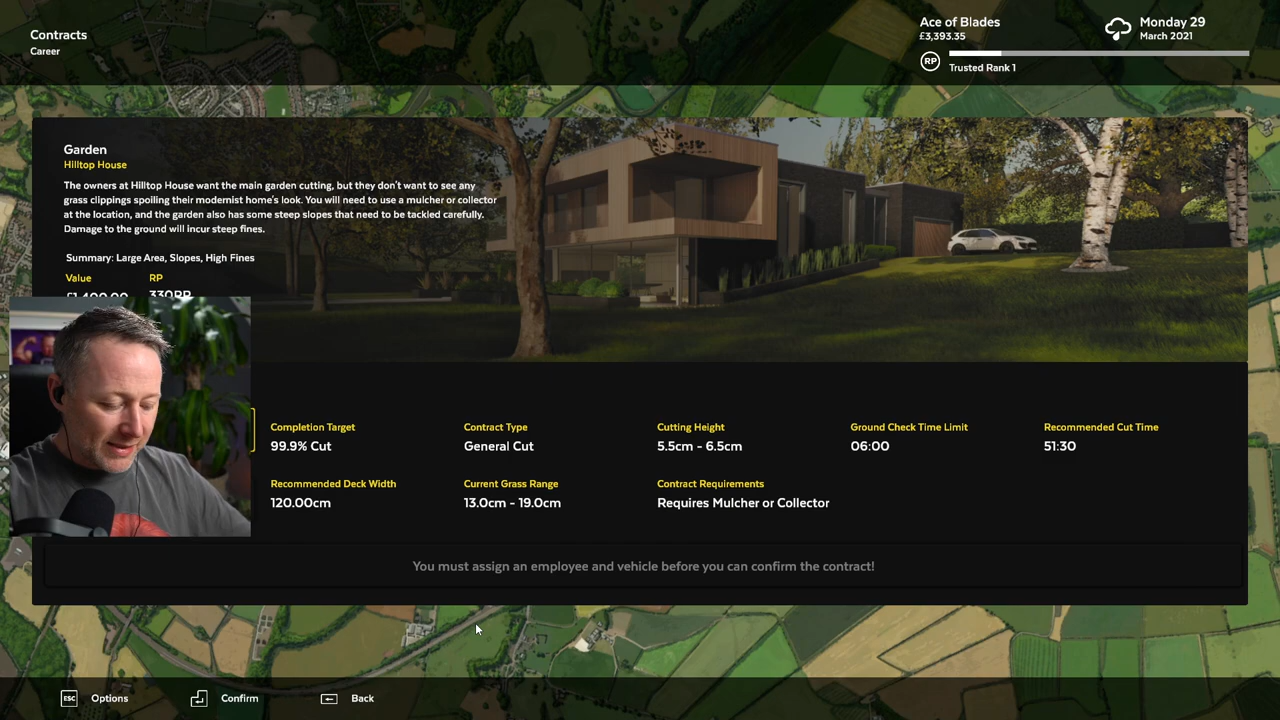 Contracts
Career
Ace of Blades
£3,393.35
Monday 29
March 2021
RP
Trusted Rank 1
Garden
Hilltop House
The owners at Hilltop House want the main garden cutting, but they don't want to see any
grass clippings spoiling their modernist home's look. You will need to use a mulcher or collector
at the location, and the garden also has some steep slopes that need to be tackled carefully.
Damage to the ground will incur steep fines.
Summary: Large Area, Slopes, High Fines
Value RP
£1,400.00 330RP
Completion Target
99.9% Cut
Contract Type
General Cut
Cutting Height
5.5cm - 6.5cm
Ground Check Time Limit
06:00
Recommended Cut Time
51:30
Recommended Deck Width
120.00cm
Current Grass Range
13.0cm - 19.0cm
Contract Requirements
Requires Mulcher or Collector
You must assign an employee and vehicle before you can confirm the contract!
ESC Options
Confirm
Back